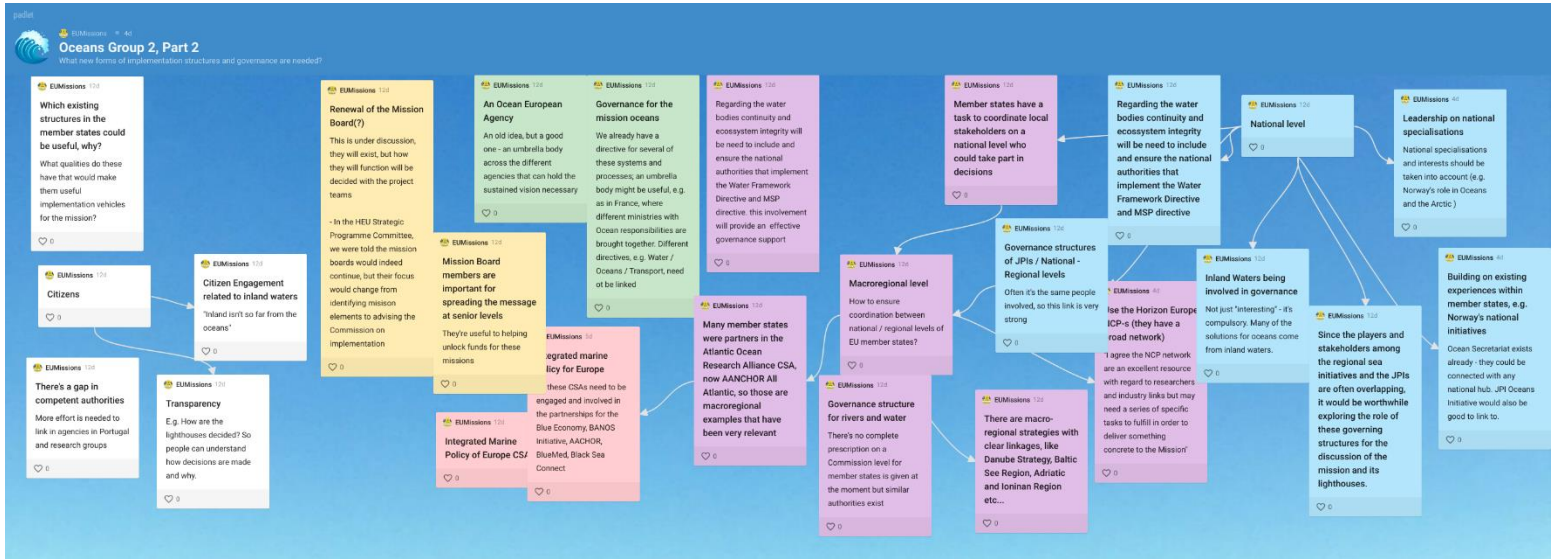 padlet
EUMissions 4d
Oceans Group 2, Part 2
What new forms of implementation structures and governance are needed?
EUMissions 12d
Which existing
structures in the
member states could
be useful, why?
What qualities do these
have that would make
them useful
implementation vehicles
for the mission?
0
EUMissions 12d
Citizens
0
EUMissions 12d
Citizen Engagement
related to inland waters
"Inland isn't so far from the
oceans"
0
EUMissions 12d
There's a gap in
competent authorities
More effort is needed to
link in agencies in Portugal
and research groups
0
EUMissions 12d
Transparency
E.g. How are the
lighthouses decided? So
people can understand
how decisions are made
and why.
0
EUMissions 12d
Renewal of the Mission
Board(?)
This is under discussion,
they will exist, but how
they will function will be
decided with the project
teams
- In the HEU Strategic
Programme Committee,
we were told the mission
boards would indeed
continue, but their focus
would change from
identifying misison
elements to advising the
Commission on
implementation
0
EUMissions 12d
Mission Board
members are
important for
spreading the message
at senior levels
They're useful to helping
unlock funds for these
missions
0
EUMissions 12d
An Ocean European
Agency
An old idea, but a good
one - an umbrella body
across the different
agencies that can hold the
sustained vision necessary
0
EUMissions 12d
Governance for the
mission oceans
We already have a
directive for several of
these systems and
processes; an umbrella
body might be useful, e.g.
as in France, where
different ministries with
Ocean responsibilities are
brought together. Different
directives, e.g. Water /
Oceans / Transport, need
ot be linked
0
EUMissions
Integrated Marine
Policy of Europe CSA
0
EUMissions
tegrated marine
licy for Europe
these CSAs need to be
engaged and involved in
the partnerships for the
Blue Economy, BANOS
Initiative, AACHOR,
BlueMed, Black Sea
Connect
0
EUMissions 12d
Regarding the water
bodies continuity and
ecosystem integrity will
be need to include and
ensure the national
authorities that implement
the Water Framework
Directive and MSP
directive. this involvement
will provide an effective
governance support
0
EUMissions 12d
Many member states
were partners in the
Atlantic Ocean
Research Alliance CSA,
now AANCHOR All
Atlantic, so those are
macroregional
examples that have
been very relevant
0
EUMissions 12d
Macroregional level
How to ensure
coordination between
national / regional levels of
EU member states?
0
EUMissions 12d
Governance structure
for rivers and water
There's no complete
prescription on a
Commission level for
member states is given at
the moment but similar
authorities exist
0
EUMissions 12d
Member states have a
task to coordinate local
stakeholders on a
national level who
could take part in
decisions
0
EUMissions 12d
Governance structures
of JPIs / National -
Regional levels
Often it's the same people
involved, so this link is very
strong
0
EUMissions 12d
There are macro-
regional strategies with
clear linkages, like
Danube Strategy, Baltic
See Region, Adriatic
and Ioninan Region
etc...
0
EUMissions 12d
Regarding the water
bodies continuity and
ecosystem integrity
will be need to include
and ensure the
national authorities
that implement the
Water Framework
Directive and MSP
directive
0
EUMissions 4d
se the Horizon Europe
CP-s (they have a
road network)
"I agree the NCP network
are an excellent resource
with regard to researchers
and industry links but may
need a series of specific
tasks to fulfill in order to
deliver something
concrete to the Mission"
0
EUMissions 12d
National level
0
EUMissions 12d
Inland Waters being
involved in governance
Not just "interesting" - it's
compulsory. Many of the
solutions for oceans come
from inland waters.
0
EUMissions 12d
Since the players and
stakeholders among
the regional sea
initiatives and the JPIs
are often overlapping,
it would be worthwhile
exploring the role of
these governing
structures for the
discussion of the
mission and its
lighthouses.
0
EUMissions 4d
Leadership on national
specialisations
National specialisations
and interests should be
taken into account (e.g.
Norway's role in Oceans
and the Arctic )
0
EUMissions 4d
Building on existing
experiences within
member states, e.g.
Norway's national
initiatives
Ocean Secretariat exists
already - they could be
connected with any
national hub. JPI Oceans
Initiative would also be
good to link to.
0